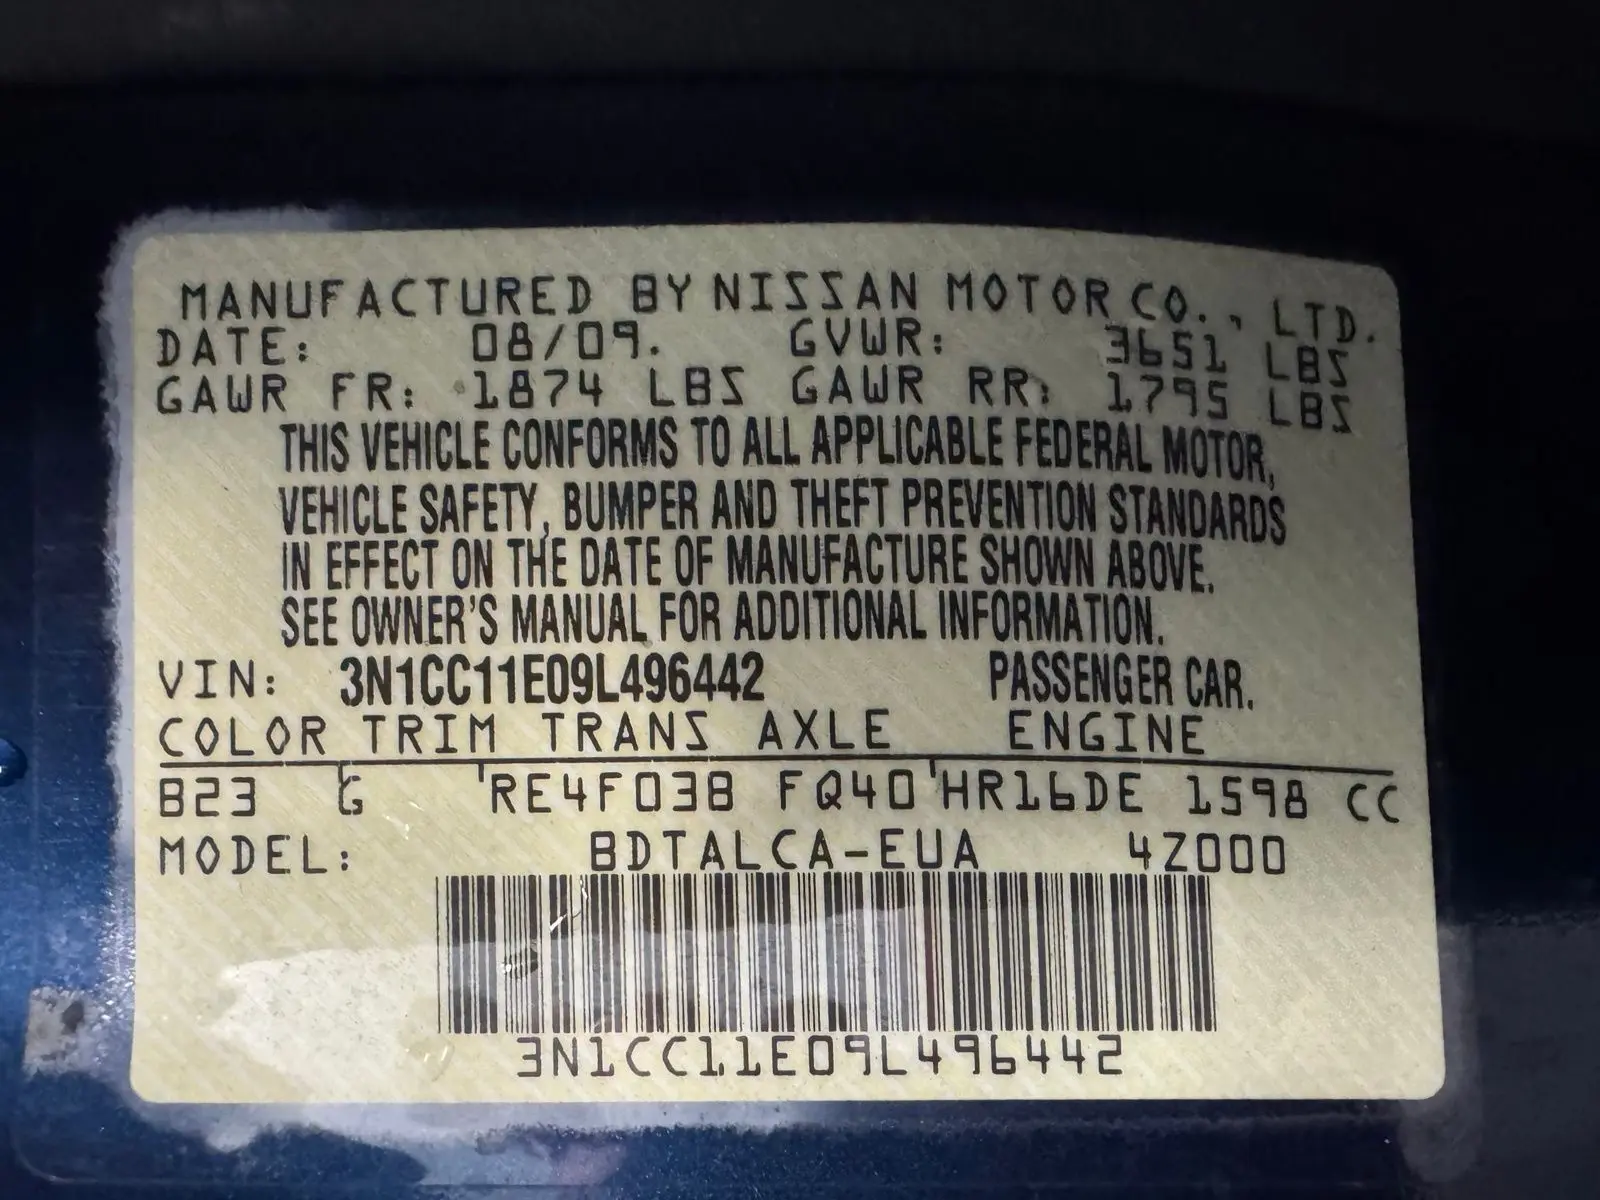 MANUFACTURED BY NISSAN MOTOR CO., LTD.
DATE: 08/09. GVWR: 3651 LBS
GAWR FR: 1874 LBS GAWR RR: 1795 LBS
THIS VEHICLE CONFORMS TO ALL APPLICABLE FEDERAL MOTOR,
VEHICLE SAFETY, BUMPER AND THEFT PREVENTION STANDARDS
IN EFFECT ON THE DATE OF MANUFACTURE SHOWN ABOVE.
SEE OWNER'S MANUAL FOR ADDITIONAL INFORMATION.
VIN: 3N1CC11E09L496442 PASSENGER CAR.
COLOR TRIM TRANS AXLE ENGINE
B23 G RE4F03B FQ40 HR16DE 1598 CC
MODEL: BDTALCA-EUA 4Z000
3N1CC11E09L496442